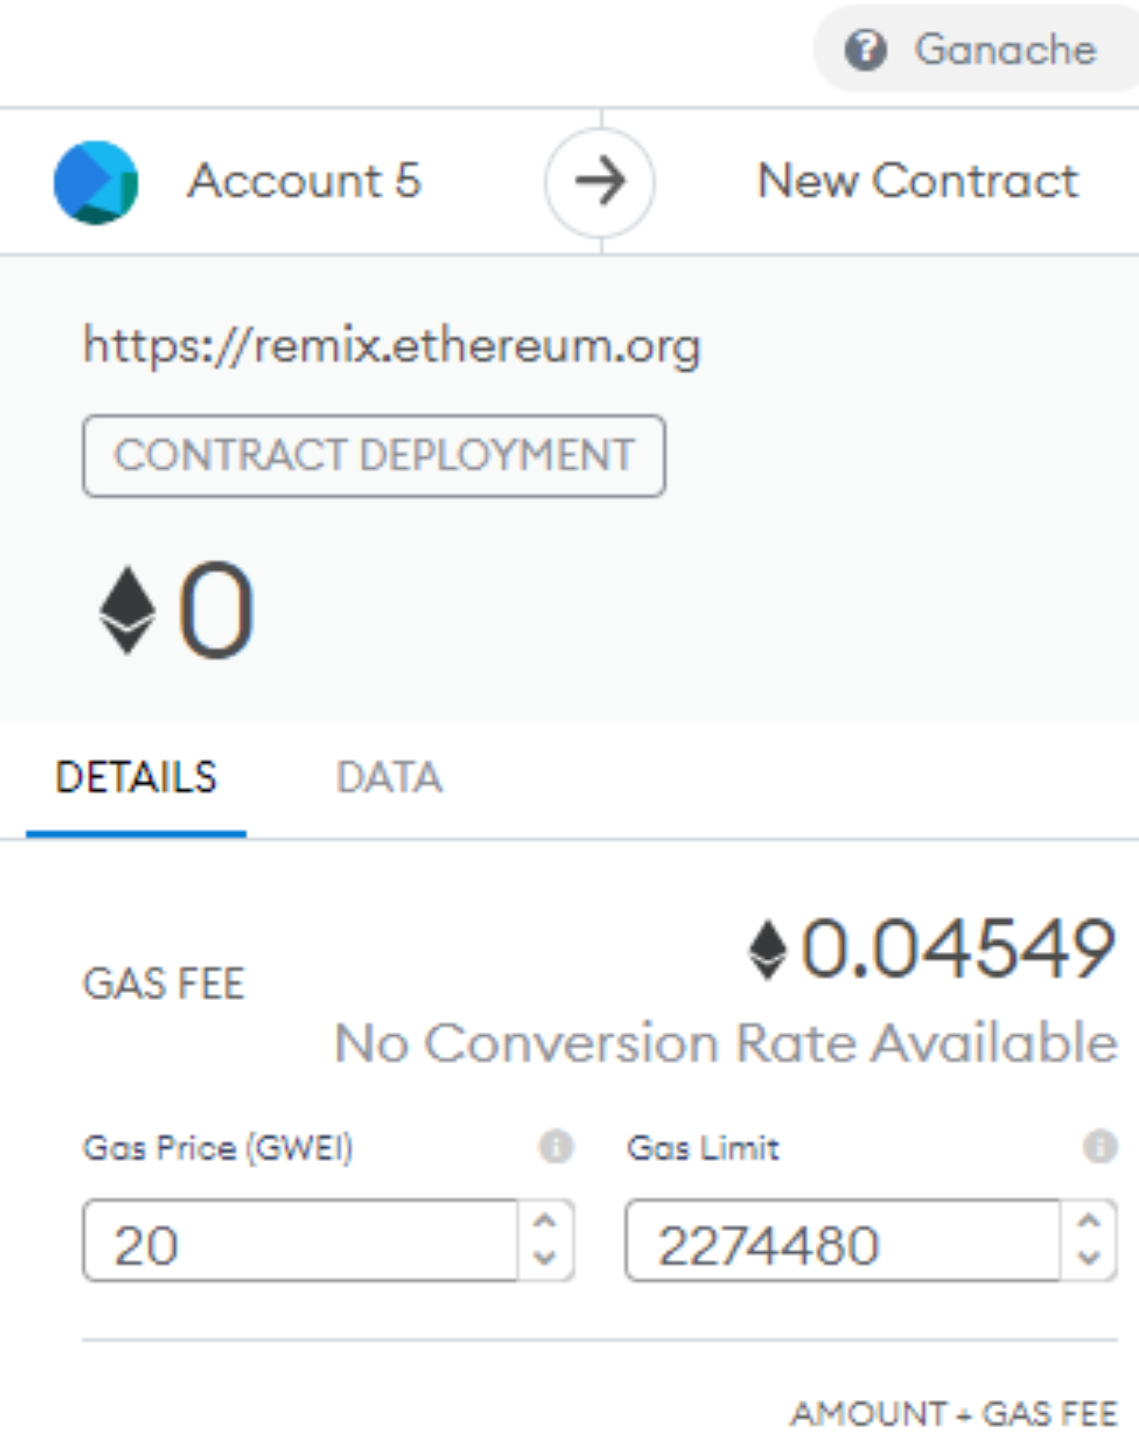 Ganache
Account 5
New Contract
https://remix.ethereum.org
CONTRACT DEPLOYMENT
0
DETAILS DATA
0.04549
GAS FEE
No Conversion Rate Available
Gas Price (GWEI) Gas Limit
20 2274480
AMOUNT + GAS FEE